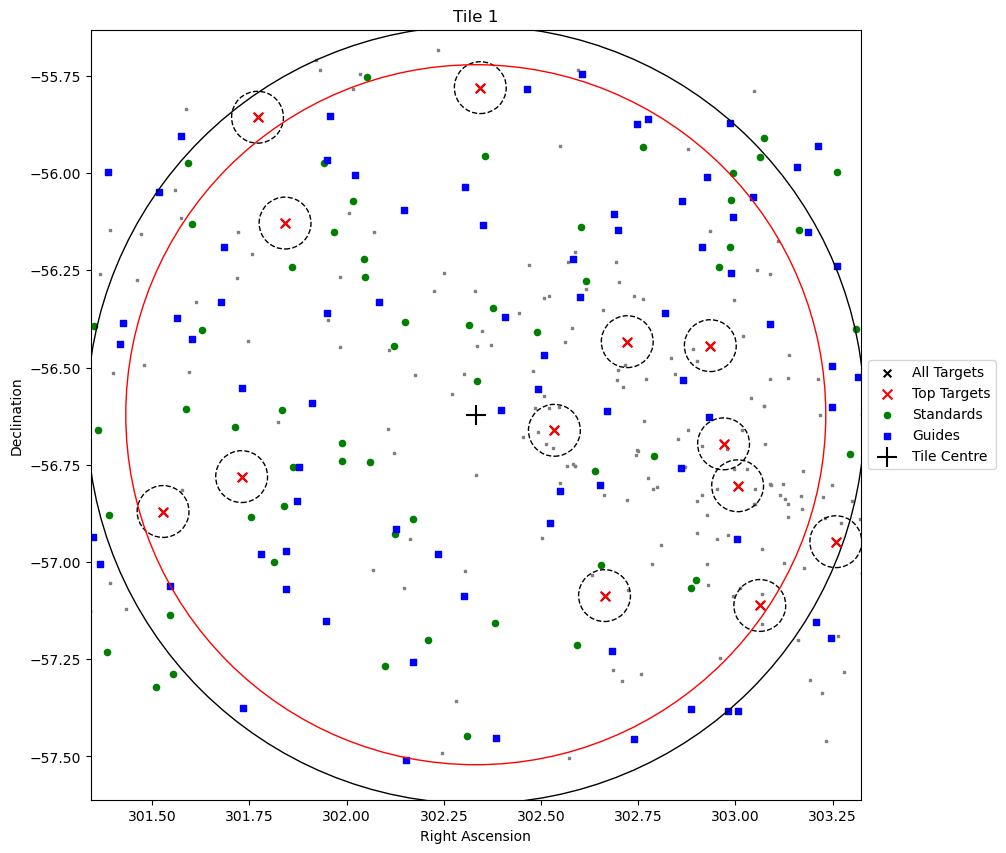 Tile 1
−55.75
−56.00
−56.25
−56.50
−56.75
−57.00
−57.25
−57.50
Declination
301.50 301.75 302.00 302.25 302.50 302.75 303.00 303.25
Right Ascension
All Targets
Top Targets
Standards
Guides
Tile Centre